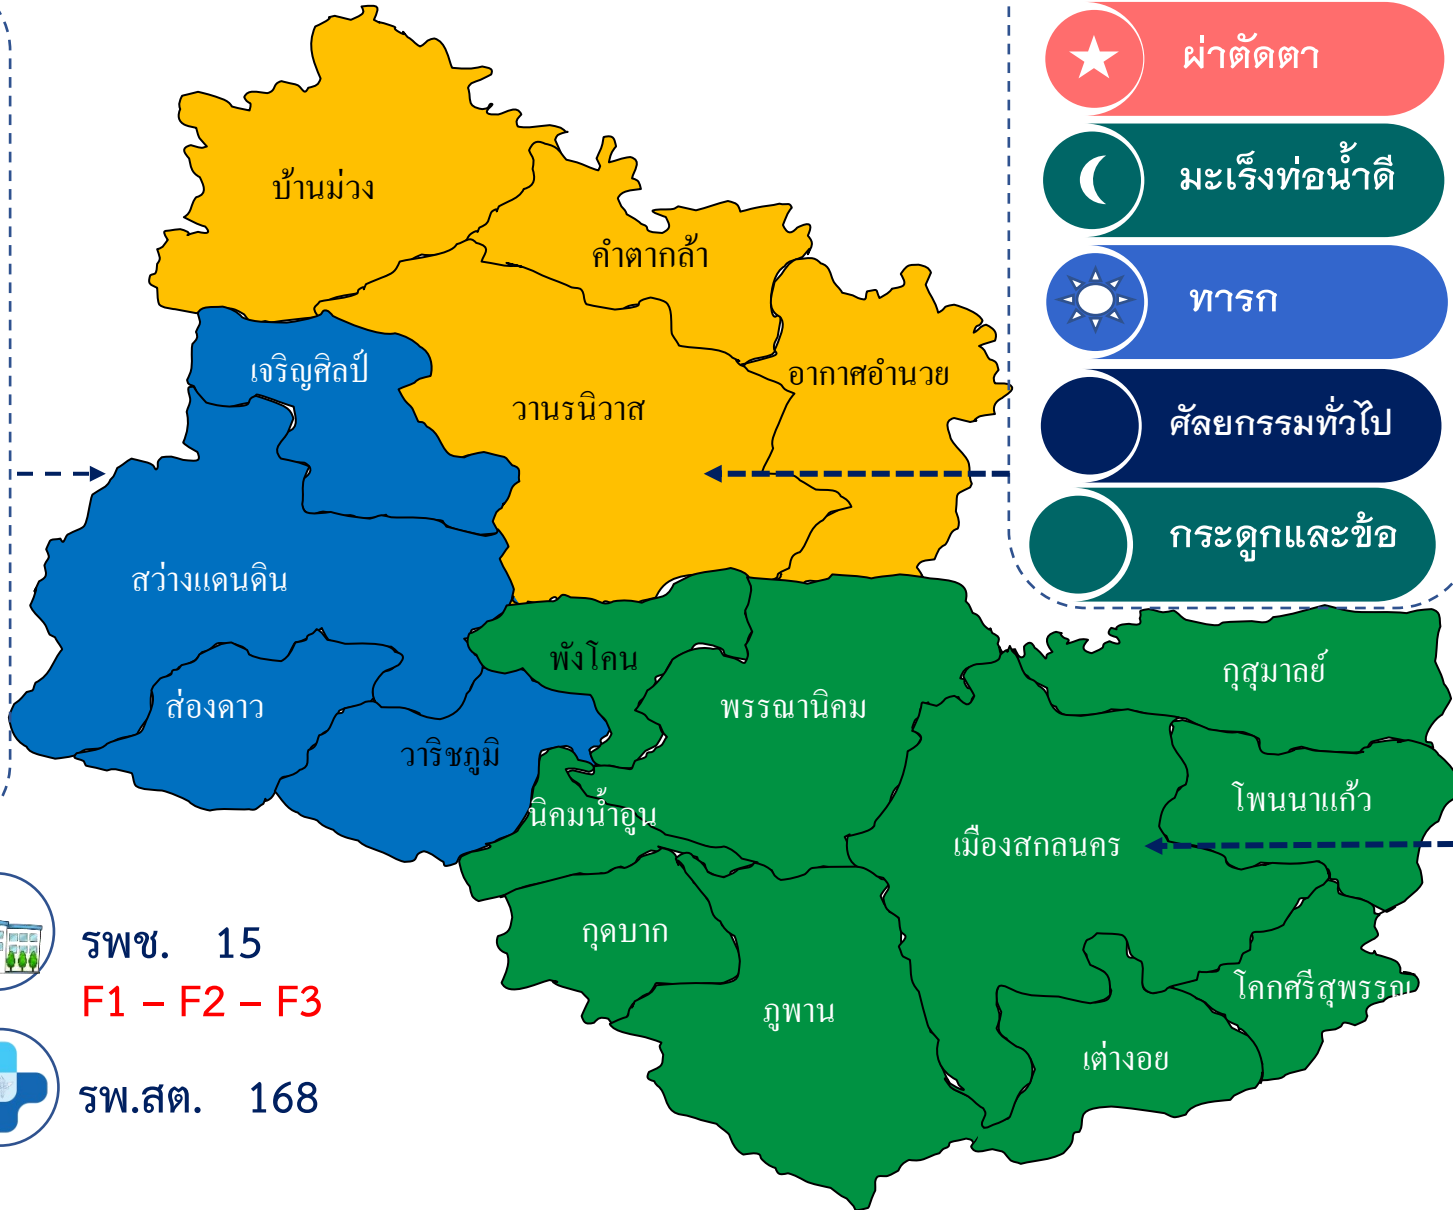 ผ่าตัดตา
มะเร็งท่อน้ำดี
ทารก
ศัลยกรรมทั่วไป
กระดูกและข้อ
บ้านม่วง
คำตากล้า
เจริญศิลป์
วานรนิวาส
อากาศอำนวย
สว่างแดนดิน
ส่องดาว
วาริชภูมิ
พังโคน
พรรณานิคม
กุสุมาลย์
นิคมน้ำอูน
เมืองสกลนคร
โพนนาแก้ว
กุดบาก
ภูพาน
เต่างอย
โคกศรีสุพรรณ
รพช. 15
F1 – F2 – F3
รพ.สต. 168